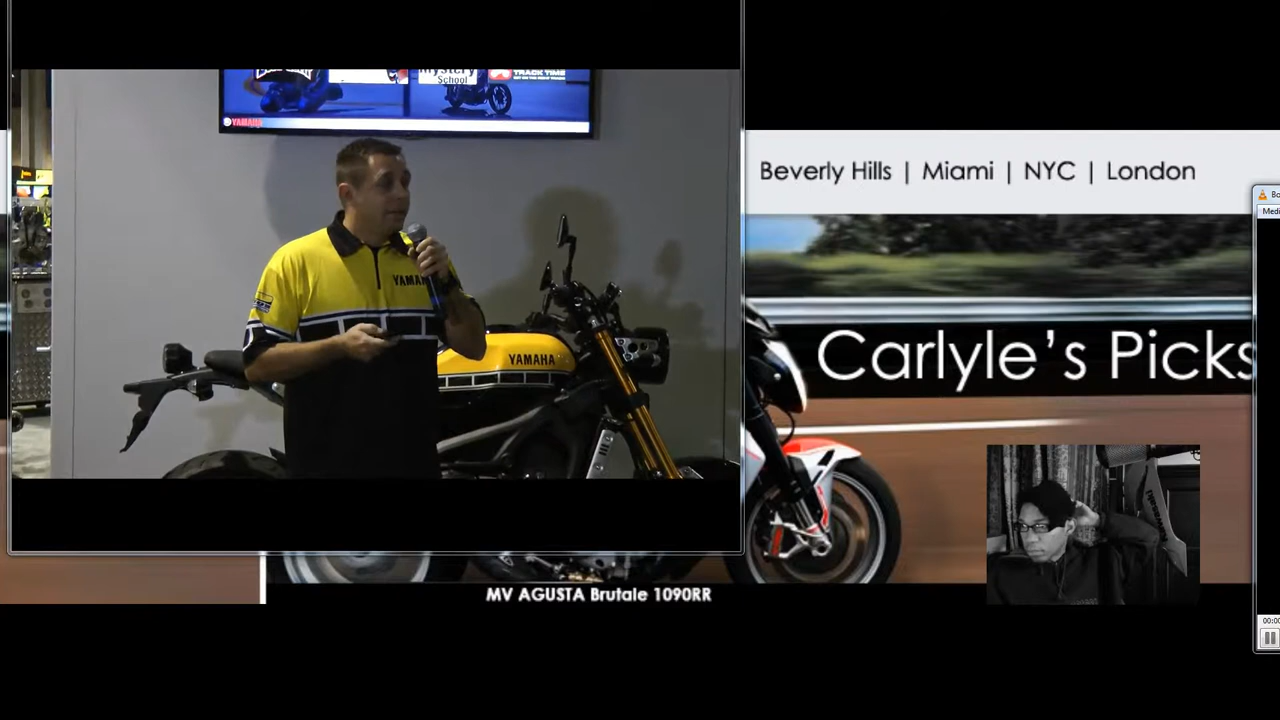 Mystery
School
TRACK TIME
YAMAHA
YAMAHA
Beverly Hills | Miami | NYC | London
Carlyle's Picks
MV AGUSTA Brutale 1090RR